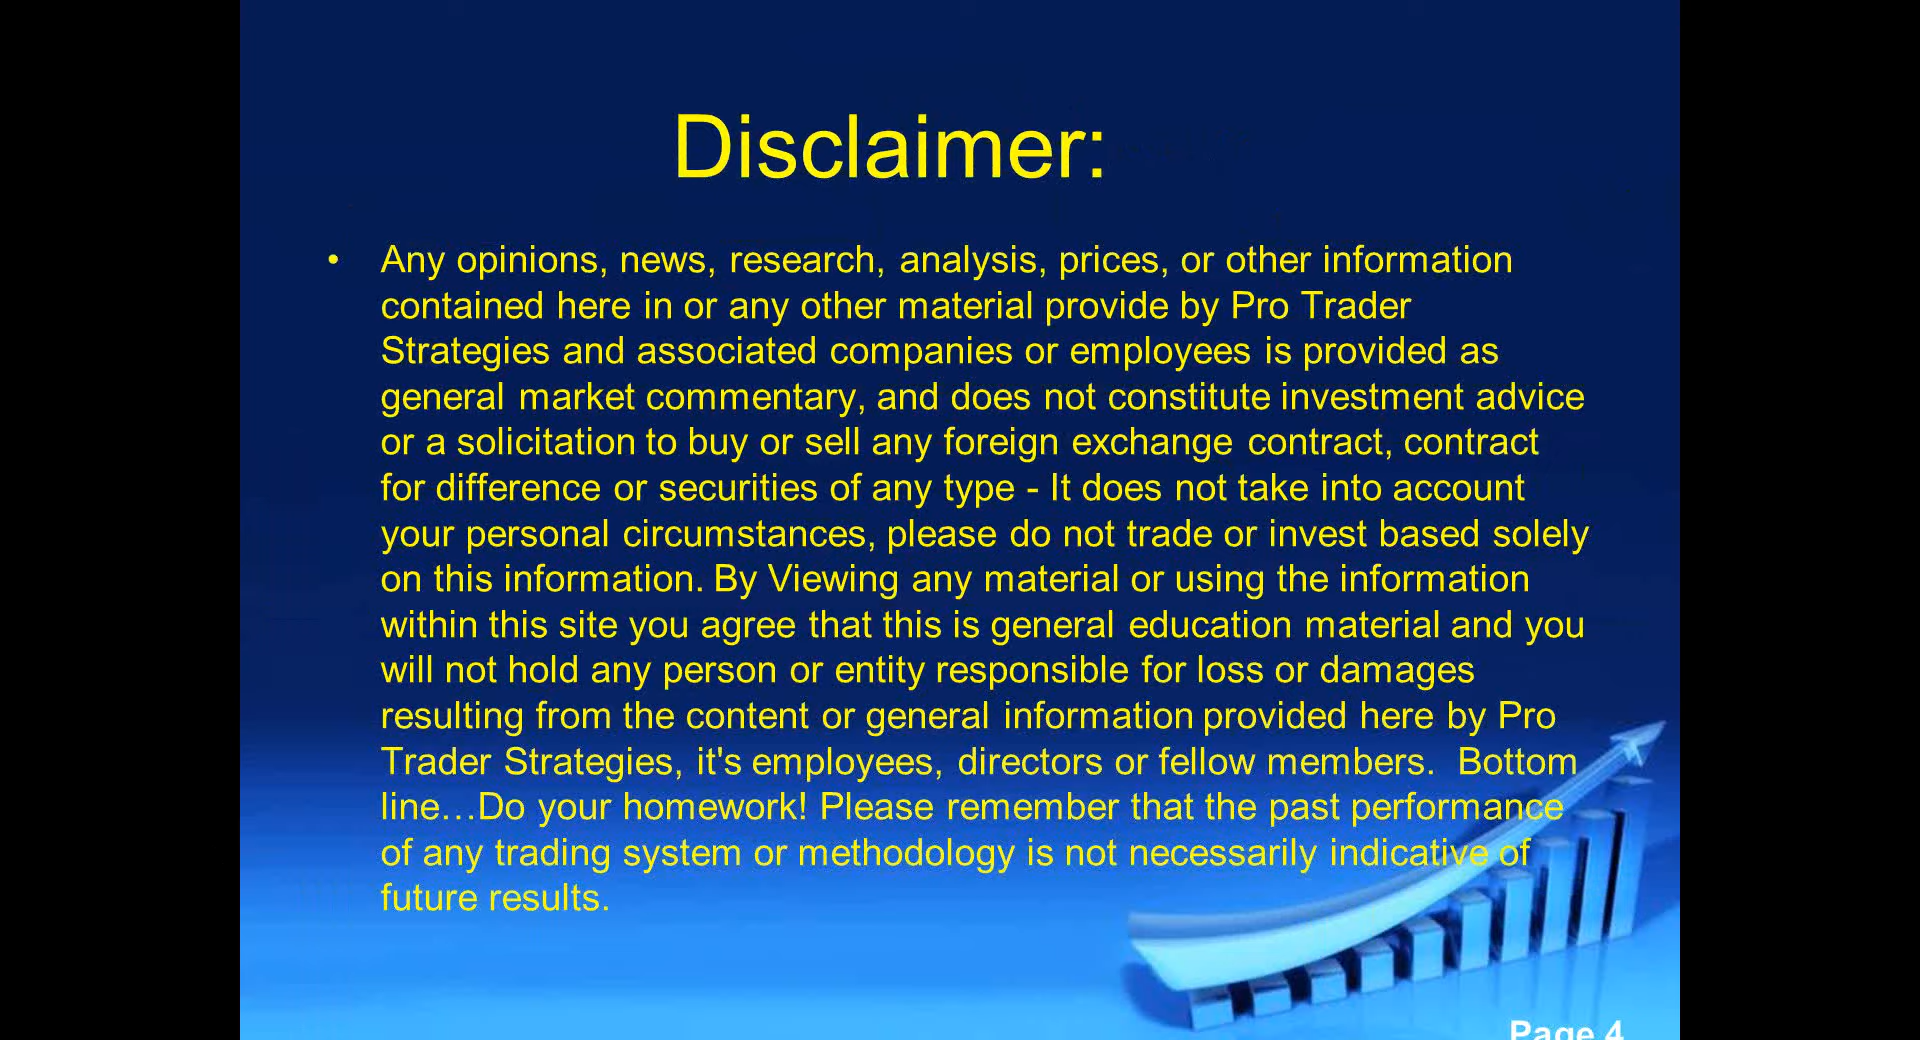 Disclaimer:
• Any opinions, news, research, analysis, prices, or other information
contained here in or any other material provide by Pro Trader
Strategies and associated companies or employees is provided as
general market commentary, and does not constitute investment advice
or a solicitation to buy or sell any foreign exchange contract, contract
for difference or securities of any type - It does not take into account
your personal circumstances, please do not trade or invest based solely
on this information. By Viewing any material or using the information
within this site you agree that this is general education material and you
will not hold any person or entity responsible for loss or damages
resulting from the content or general information provided here by Pro
Trader Strategies, it's employees, directors or fellow members.  Bottom
line…Do your homework! Please remember that the past performance
of any trading system or methodology is not necessarily indicative of
future results.
Page 4